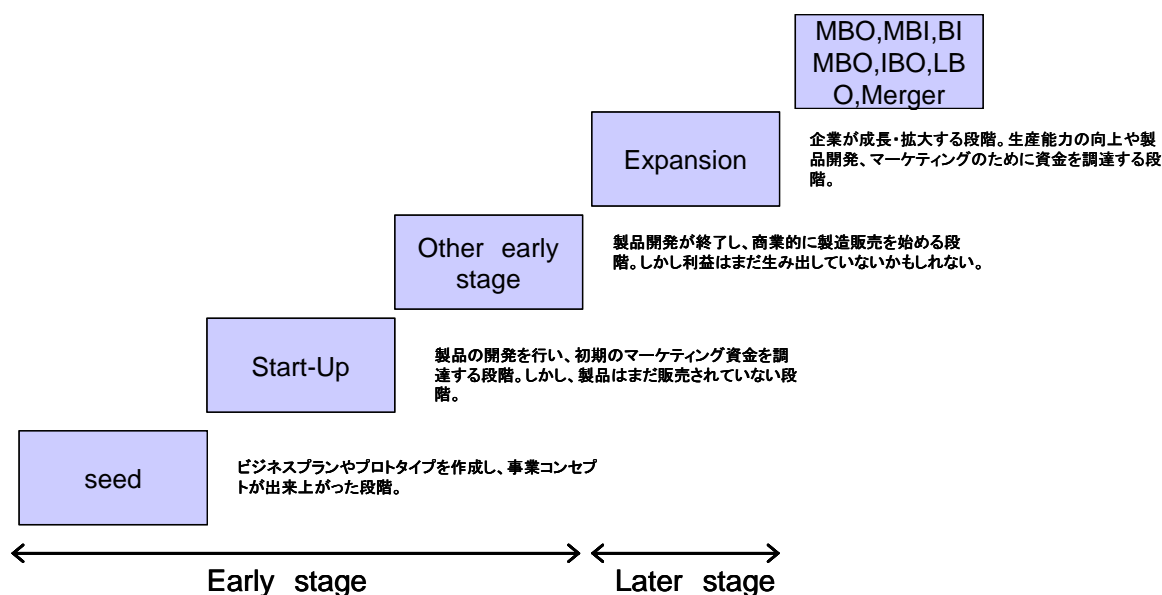 MBO,MBI,BI
MBO,IBO,LB
O,Merger
企業が成長・拡大する段階。生産能力の向上や製
品開発、マーケティングのために資金を調達する段
階。
Expansion
製品開発が終了し、商業的に製造販売を始める段
階。しかし利益はまだ生み出していないかもしれない。
Other early
stage
製品の開発を行い、初期のマーケティング資金を調
達する段階。しかし、製品はまだ販売されていない段
階。
Start-Up
ビジネスプランやプロトタイプを作成し、事業コンセプ
トが出来上がった段階。
seed
Early stage
Later stage